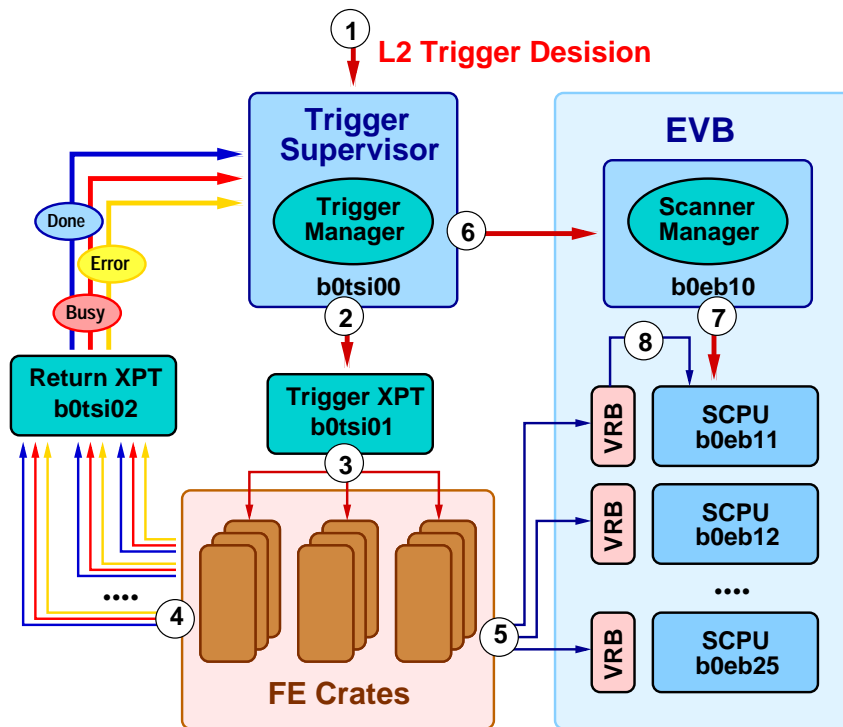 1
L2 Trigger Desision
Trigger
Supervisor
EVB
Trigger
Manager
Scanner
Manager
6
Done
Error
Busy
b0tsi00
b0eb10
2
7
8
Return XPT
b0tsi02
Trigger XPT
b0tsi01
VRB
SCPU
b0eb11
3
VRB
SCPU
b0eb12
....
....
4
5
VRB
SCPU
b0eb25
FE Crates